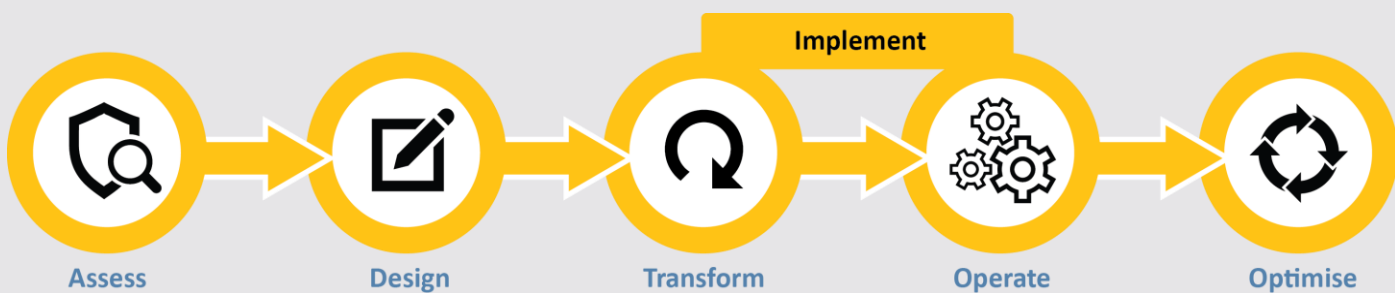 Implement
Assess
Design
Transform
Operate
Optimise